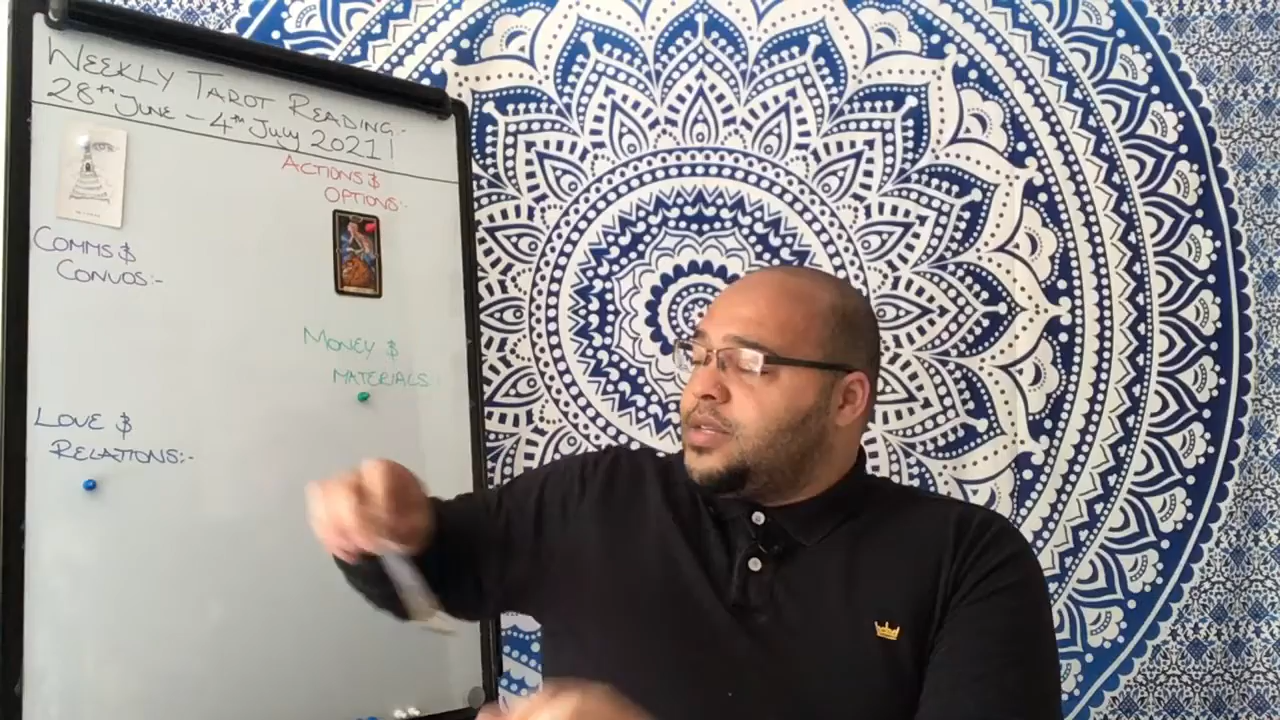 WEEKLY TAROT READING:-
28th JUNE - 4th JULY 2021!
ACTIONS &
OPTIONS:-
COMMS &
CONVOS:-
MONEY &
MATERIALS:
LOVE &
RELATIONS:-